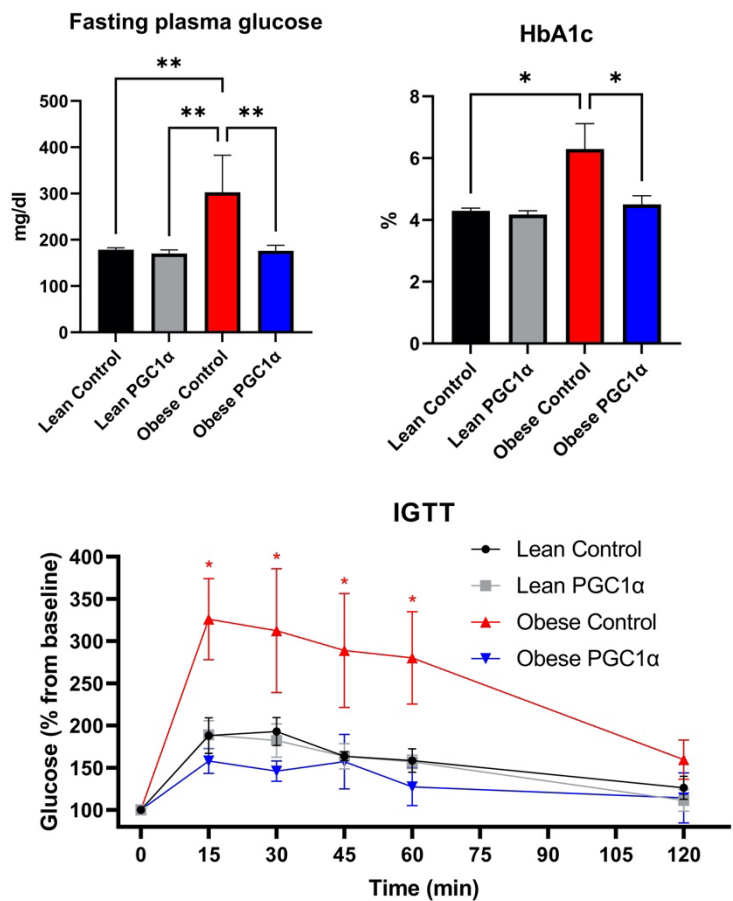 Fasting plasma glucose
**
** **
500
400
300
200
100
0
mg/dl
Lean Control
Lean PGC1α
Obese Control
Obese PGC1α
HbA1c
* *
8
6
4
2
0
%
Lean Control
Lean PGC1α
Obese Control
Obese PGC1α
IGTT
Lean Control
Lean PGC1α
Obese Control
Obese PGC1α
* * * *
400
350
300
250
200
150
100
Glucose (% from baseline)
0 15 30 45 60 75 90 105 120
Time (min)